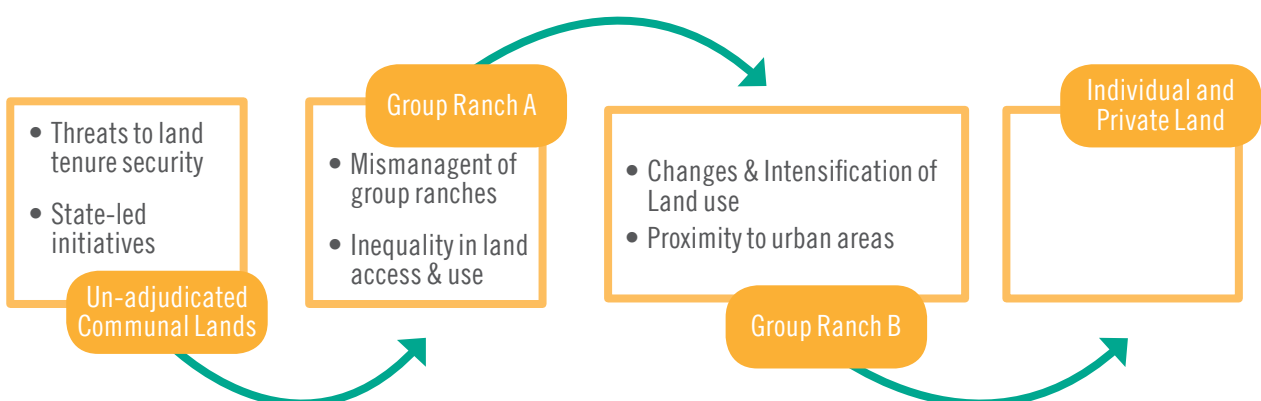 • Threats to land
tenure security
• State-led
initiatives
Un-adjudicated
Communal Lands
Group Ranch A
• Mismanagent of
group ranches
• Inequality in land
access & use
• Changes & Intensification of
Land use
• Proximity to urban areas
Group Ranch B
Individual and
Private Land